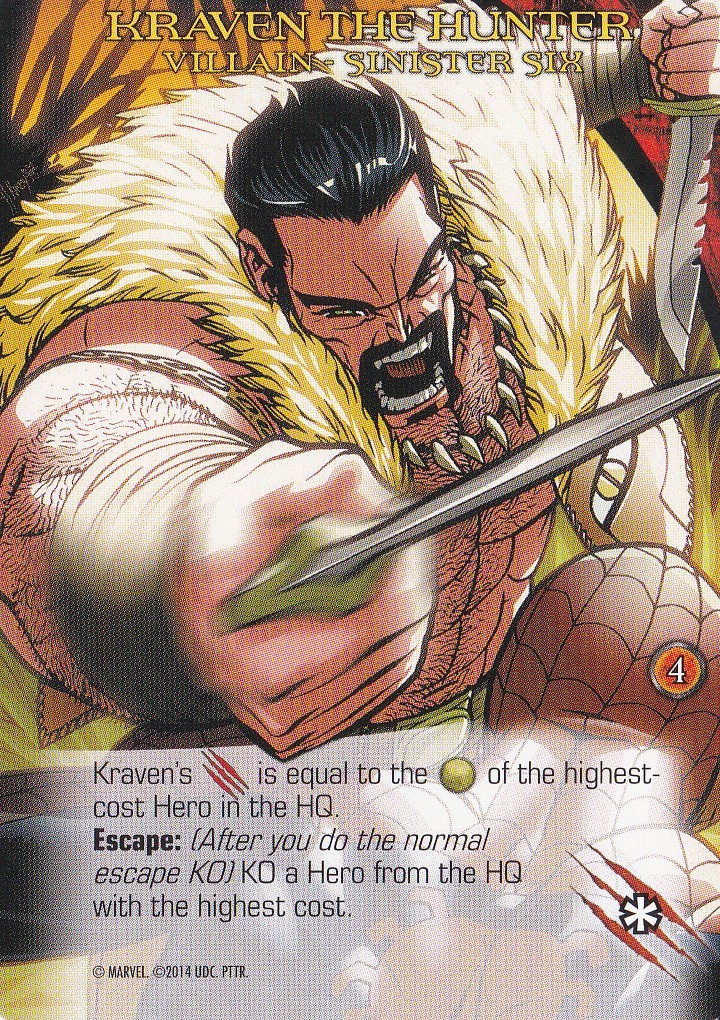 KRAVEN THE HUNTER
VILLAIN - SINISTER SIX
4
Kraven's is equal to the of the highest-
cost Hero in the HQ.
Escape: (After you do the normal
escape KO) KO a Hero from the HQ
with the highest cost.
*
© MARVEL. ©2014 UDC. PTTR.